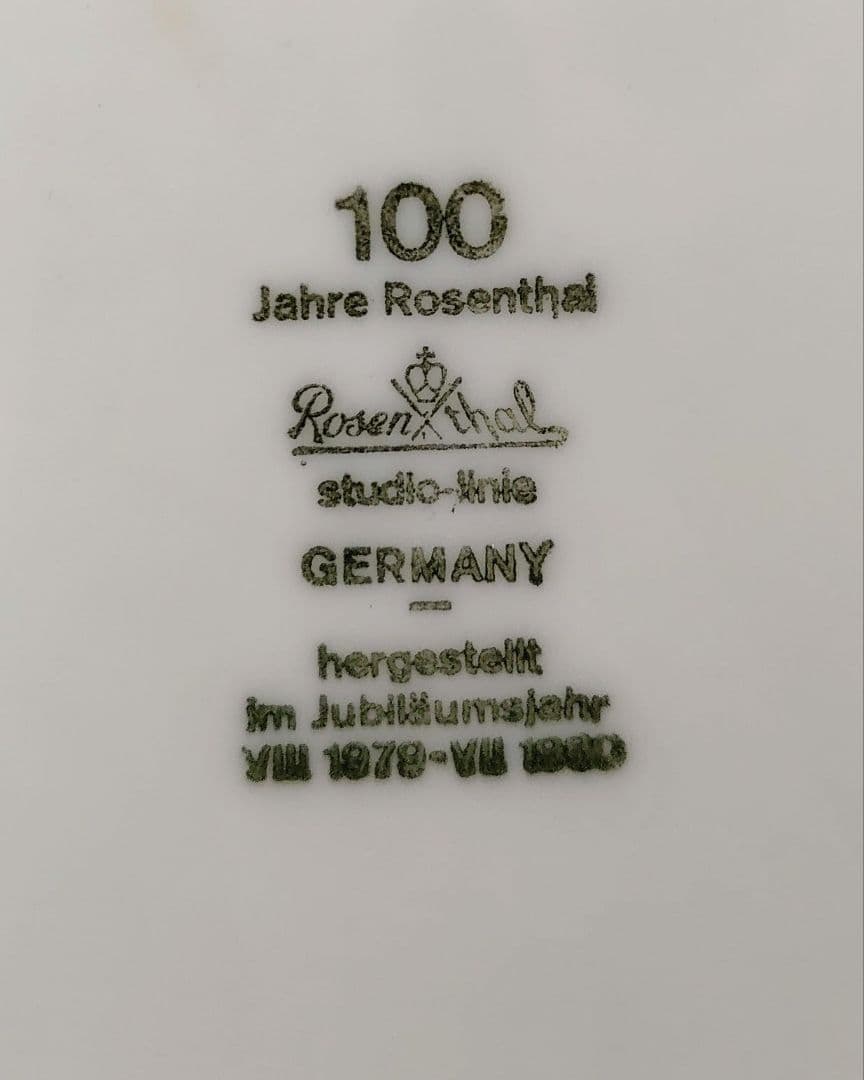 100
Jahre Rosenthal
Rosenthal
studio-linie
GERMANY
hergestellt
im Jubiläumsjahr
VIII 1979-VII 1980